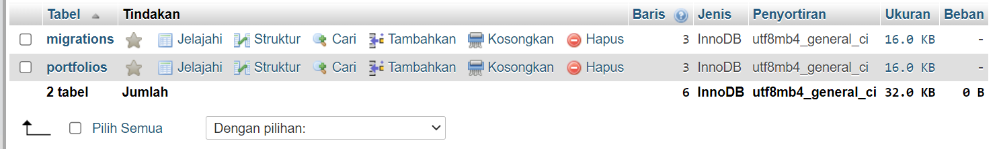 Tabel Tindakan Baris Jenis Penyortiran Ukuran Beban
migrations Jelajahi Struktur Cari Tambahkan Kosongkan Hapus 3 InnoDB utf8mb4_general_ci 16.0 KB -
portfolios Jelajahi Struktur Cari Tambahkan Kosongkan Hapus 3 InnoDB utf8mb4_general_ci 16.0 KB -
2 tabel Jumlah 6 InnoDB utf8mb4_general_ci 32.0 KB 0 B
Pilih Semua Dengan pilihan: